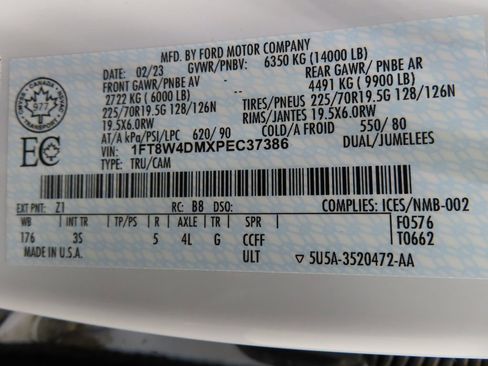 MFD. BY FORD MOTOR COMPANY
DATE: 02/23 GVWR/PNBV: 6350 KG (14000 LB)
FRONT GAWR/PNBE AV REAR GAWR/ PNBE AR
2722 KG (6000 LB) 4491 KG ( 9900 LB)
225/70R19.5G 128/126N TIRES/PNEUS 225/70R19.5G 128/126N
19.5X6.0RW RIMS/JANTES 19.5X6.0RW
AT/A kPa/PSI/LPC 620/ 90 COLD/A FROID 550/ 80
VIN: 1FT8W4DMXPEC37386 DUAL/JUMELEES
TYPE: TRU/CAM
CANADA
977
TRANSPORT
EC
EXT PNT: Z1 RC: B8 DSO: COMPLIES: ICES/NMB-002
WB INT TR TP/PS R AXLE TR SPR F0576
176 3S 5 4L G CCFF T0662
MADE IN U.S.A. ULT ▽ 5U5A-3520472-AA